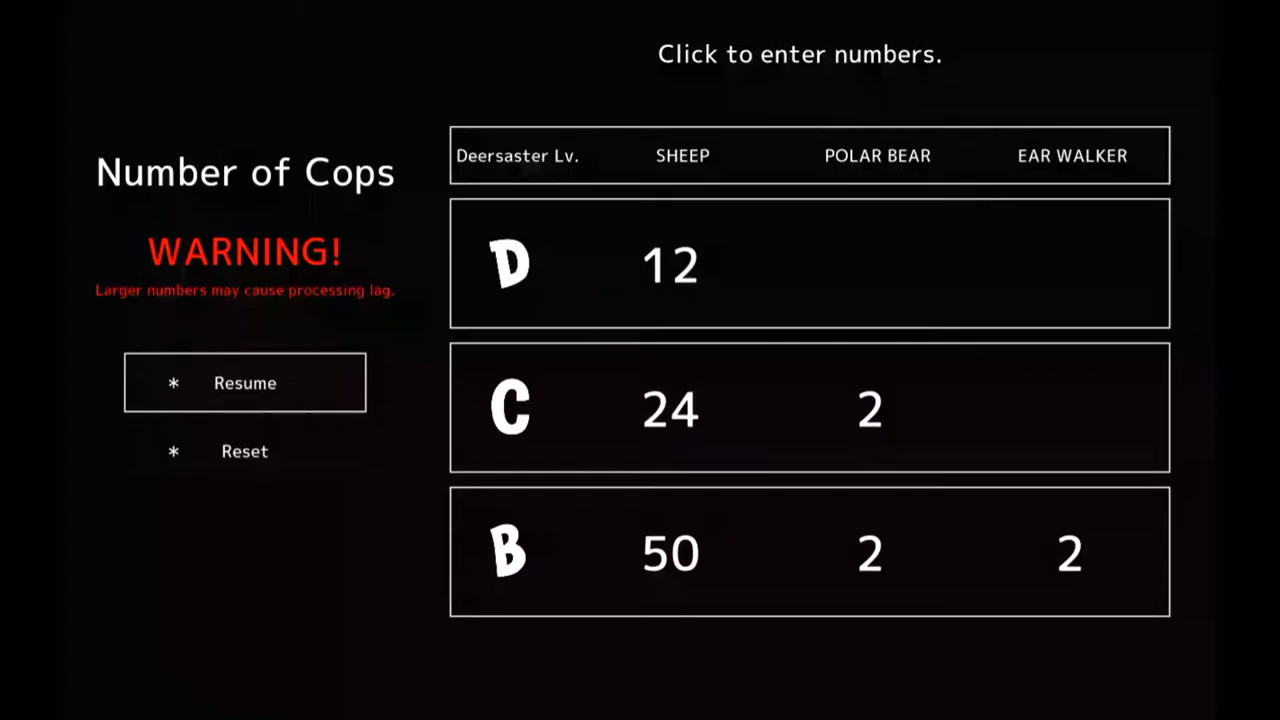 Click to enter numbers.
Number of Cops
WARNING!
Larger numbers may cause processing lag.
* Resume
* Reset
Deersaster Lv. SHEEP POLAR BEAR EAR WALKER
D 12
C 24 2
B 50 2 2